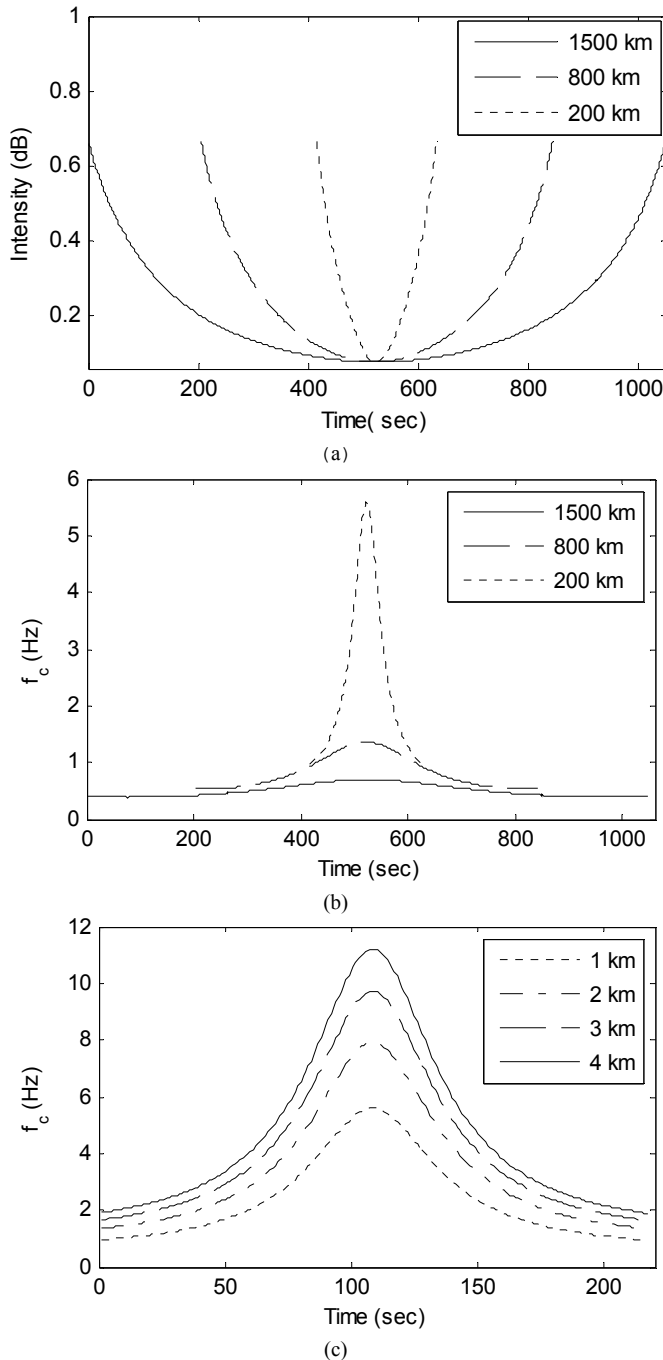 1
0.8
0.6
0.4
0.2
Intensity (dB)
1500 km
800 km
200 km
0 200 400 600 800 1000
Time( sec)
(a)
6
5
4
3
2
1
0
f_c (Hz)
1500 km
800 km
200 km
0 200 400 600 800 1000
Time (sec)
(b)
12
10
8
6
4
2
0
f_c (Hz)
1 km
2 km
3 km
4 km
0 50 100 150 200
Time (sec)
(c)